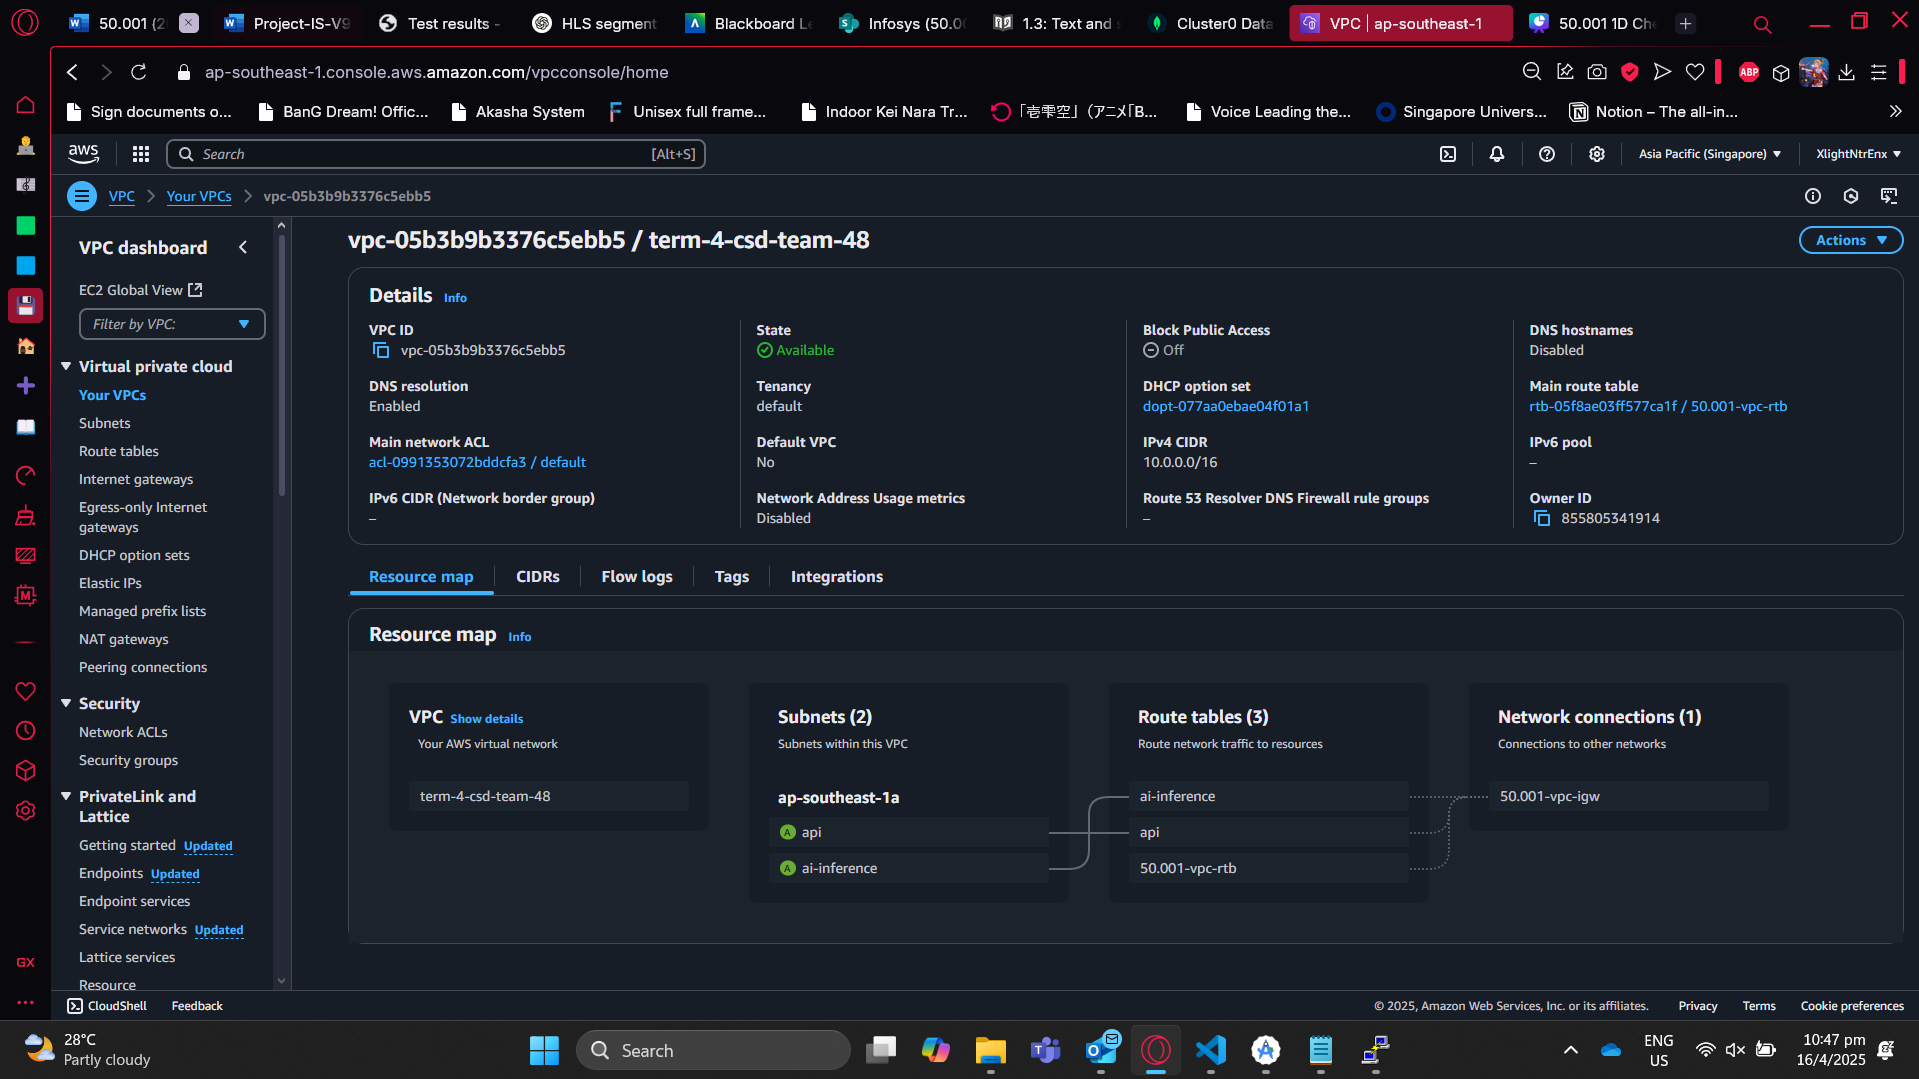 50.001 (2
Project-IS-V9
Test results -
HLS segment
Blackboard Le
Infosys (50.00
1.3: Text and s
Cluster0 Data
VPC | ap-southeast-1
50.001 1D Che
ap-southeast-1.console.aws.amazon.com/vpcconsole/home
ABP
Sign documents o...
BanG Dream! Offic...
Akasha System
Unisex full frame...
Indoor Kei Nara Tr...
「壱雫空」（アニメ「B...
Voice Leading the...
Singapore Univers...
Notion – The all-in...
aws
Search
[Alt+S]
Asia Pacific (Singapore)
XlightNtrEnx
VPC
Your VPCs
vpc-05b3b9b3376c5ebb5
VPC dashboard
EC2 Global View
Filter by VPC:
Virtual private cloud
Your VPCs
Subnets
Route tables
Internet gateways
Egress-only Internet
gateways
DHCP option sets
Elastic IPs
Managed prefix lists
NAT gateways
Peering connections
Security
Network ACLs
Security groups
PrivateLink and
Lattice
Getting started Updated
Endpoints Updated
Endpoint services
Service networks Updated
Lattice services
Resource
vpc-05b3b9b3376c5ebb5 / term-4-csd-team-48
Actions
Details Info
VPC ID
vpc-05b3b9b3376c5ebb5
State
Available
Block Public Access
Off
DNS hostnames
Disabled
DNS resolution
Enabled
Tenancy
default
DHCP option set
dopt-077aa0ebae04f01a1
Main route table
rtb-05f8ae03ff577ca1f / 50.001-vpc-rtb
Main network ACL
acl-0991353072bddcfa3 / default
Default VPC
No
IPv4 CIDR
10.0.0.0/16
IPv6 pool
–
IPv6 CIDR (Network border group)
–
Network Address Usage metrics
Disabled
Route 53 Resolver DNS Firewall rule groups
–
Owner ID
855805341914
Resource map
CIDRs
Flow logs
Tags
Integrations
Resource map Info
VPC Show details
Your AWS virtual network
term-4-csd-team-48
Subnets (2)
Subnets within this VPC
ap-southeast-1a
A api
A ai-inference
Route tables (3)
Route network traffic to resources
ai-inference
api
50.001-vpc-rtb
Network connections (1)
Connections to other networks
50.001-vpc-igw
GX
CloudShell
Feedback
© 2025, Amazon Web Services, Inc. or its affiliates.
Privacy
Terms
Cookie preferences
28°C
Partly cloudy
Search
ENG
US
10:47 pm
16/4/2025